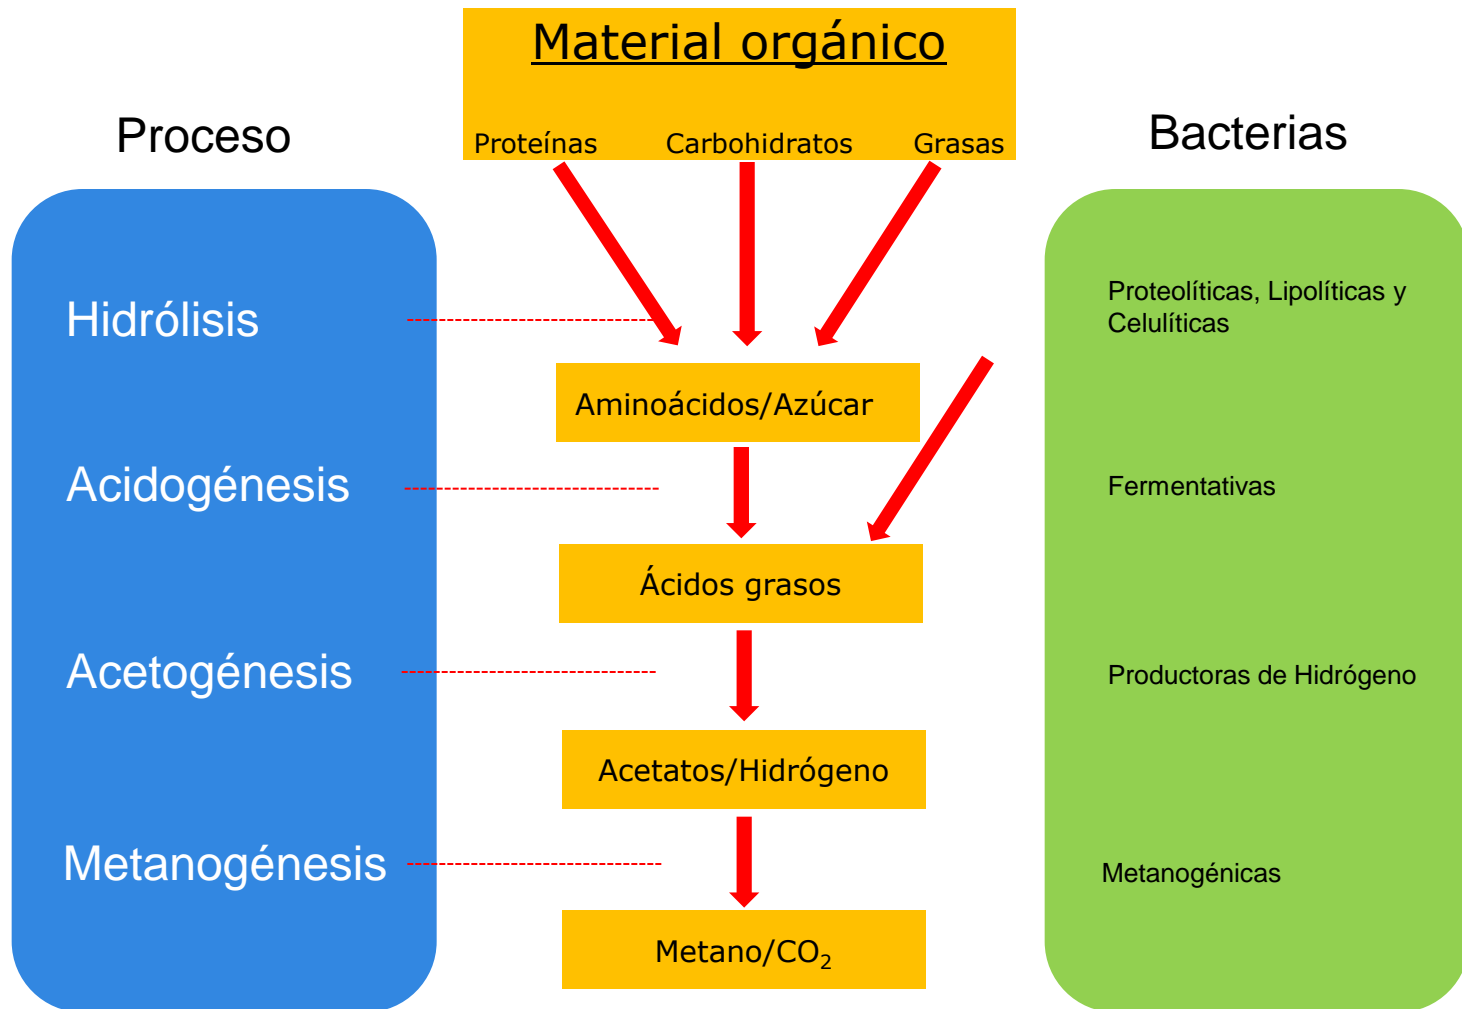 Material orgánico
Proteínas Carbohidratos Grasas
Proceso
Bacterias
Hidrólisis
Proteolíticas, Lipolíticas y
Celulíticas
Aminoácidos/Azúcar
Acidogénesis
Fermentativas
Ácidos grasos
Acetogénesis
Productoras de Hidrógeno
Acetatos/Hidrógeno
Metanogénesis
Metanogénicas
Metano/CO₂